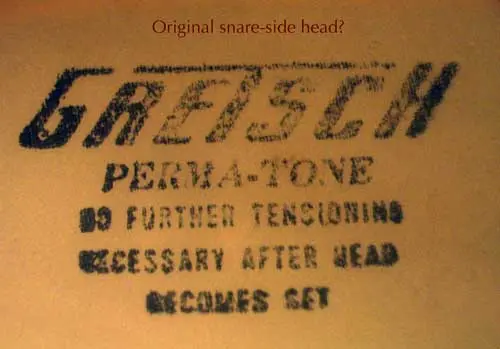 Original snare-side head?
GRETSCH
PERMA-TONE
NO FURTHER TENSIONING
NECESSARY AFTER HEAD
BECOMES SET